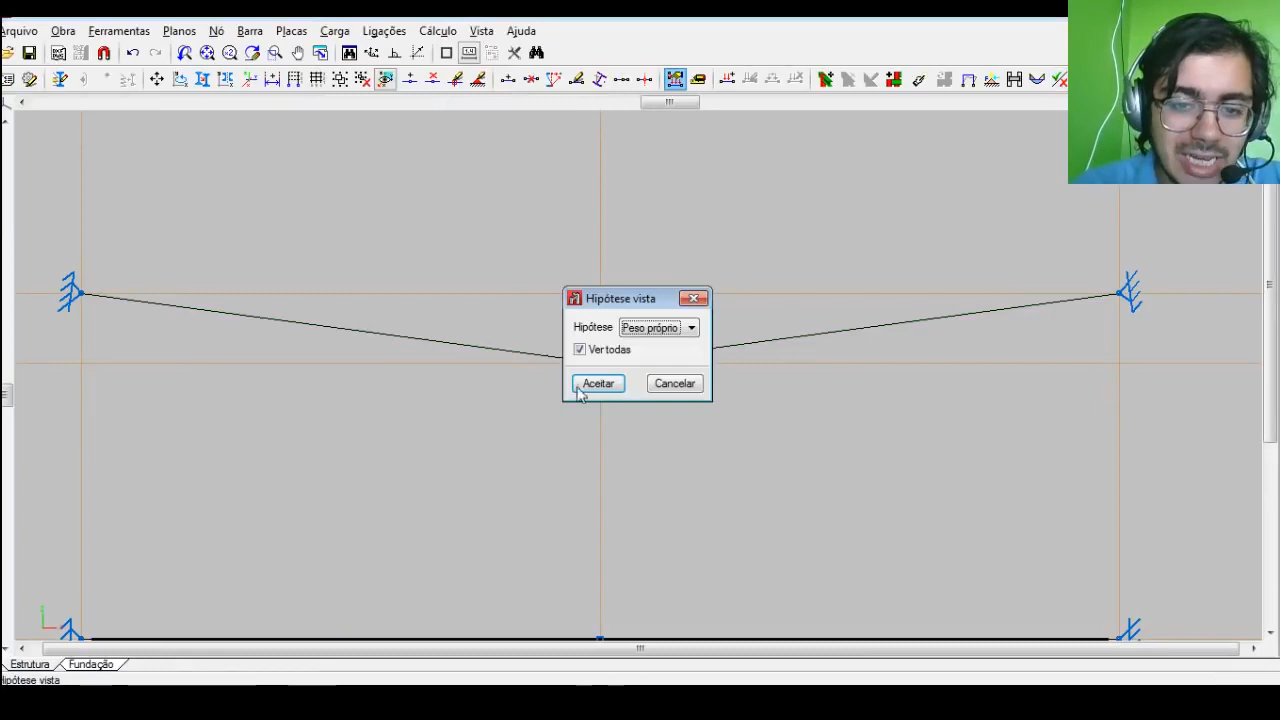 Arquivo Obra Ferramentas Planos Nó Barra Placas Carga Ligações Cálculo Vista Ajuda
Hipótese vista
Hipótese Peso próprio
Ver todas
Aceitar Cancelar
Estrutura Fundação
Hipótese vista